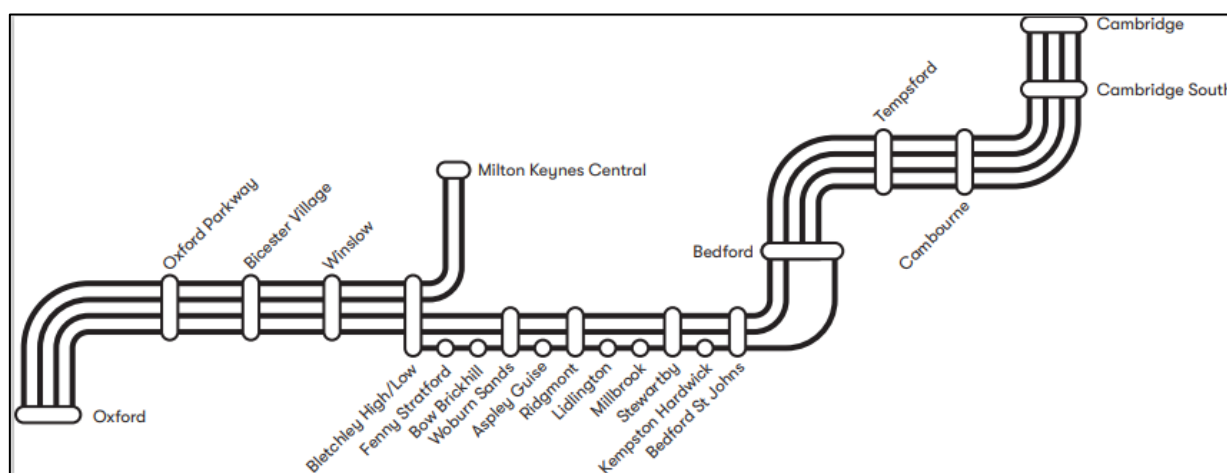 Cambridge
Cambridge South
Tempsford
Milton Keynes Central
Oxford Parkway
Bicester Village
Winslow
Bedford
Cambourne
Oxford
Bletchley High/Low
Fenny Stratford
Bow Brickhill
Woburn Sands
Aspley Guise
Ridgmont
Lidlington
Millbrook
Stewartby
Kempston Hardwick
Bedford St Johns